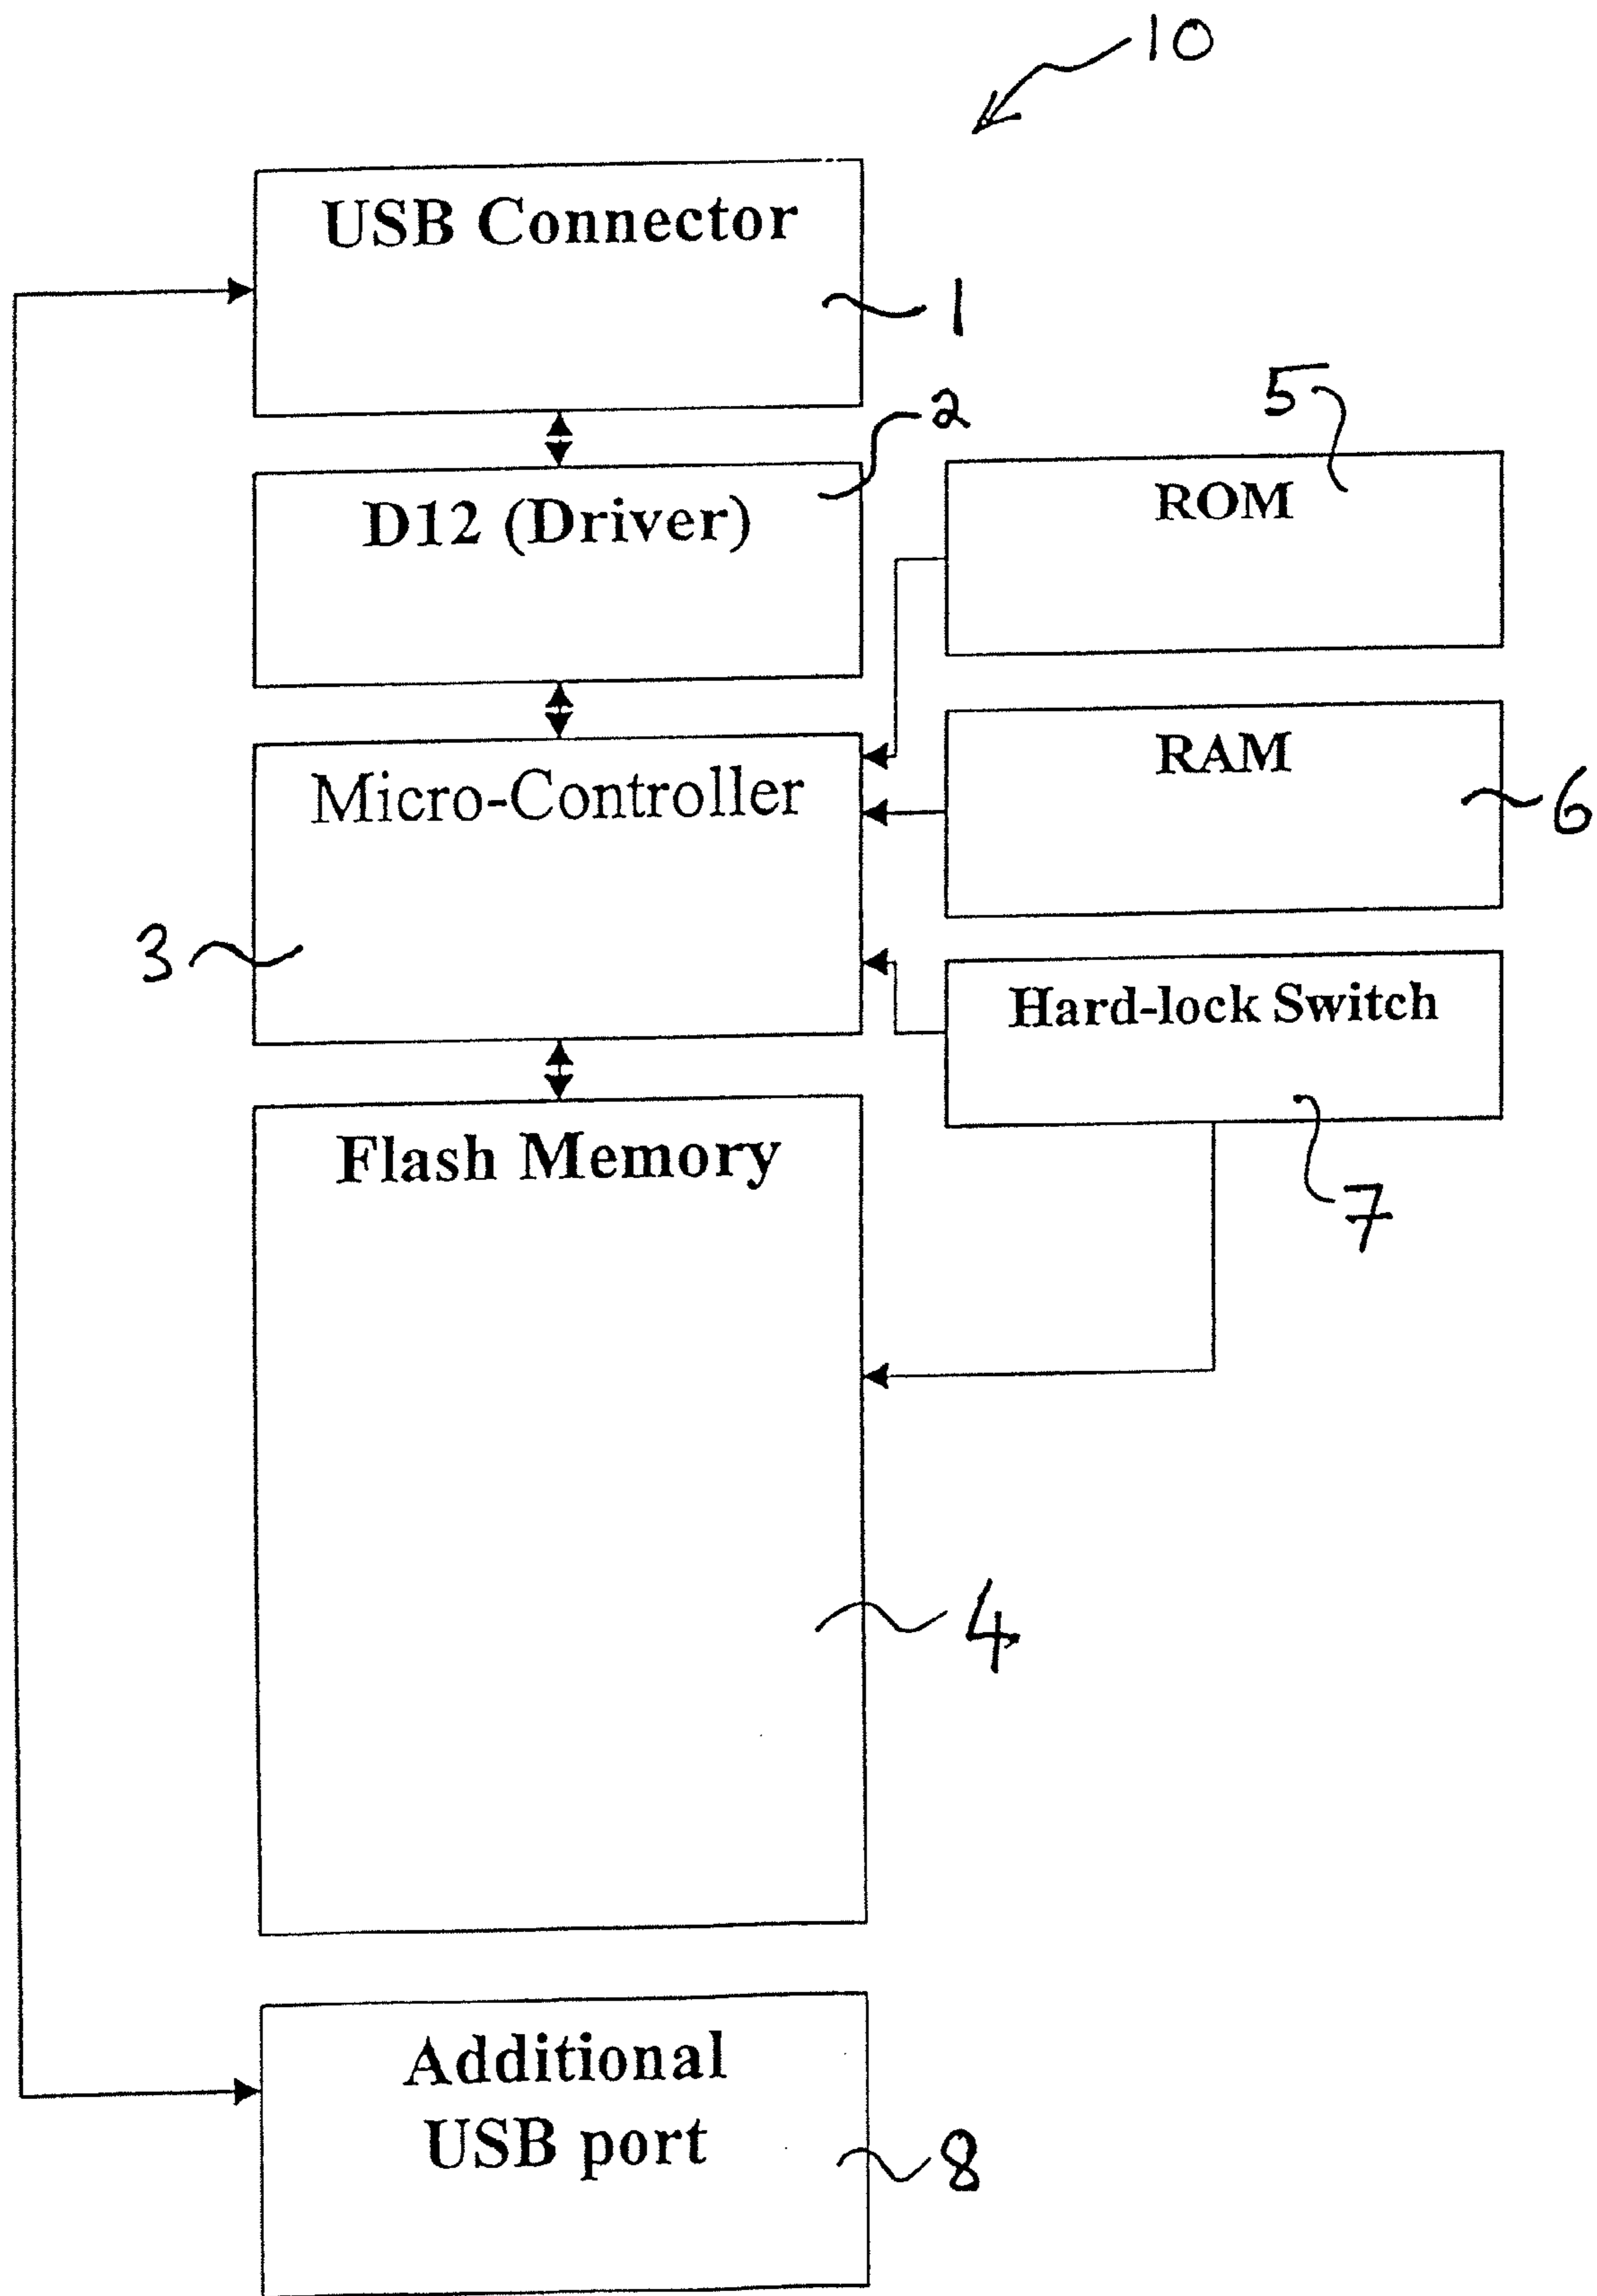 10
USB Connector
1
2
5
D12 (Driver)
ROM
Micro-Controller
RAM
6
3
Hard-lock Switch
Flash Memory
7
4
Additional
USB port
8